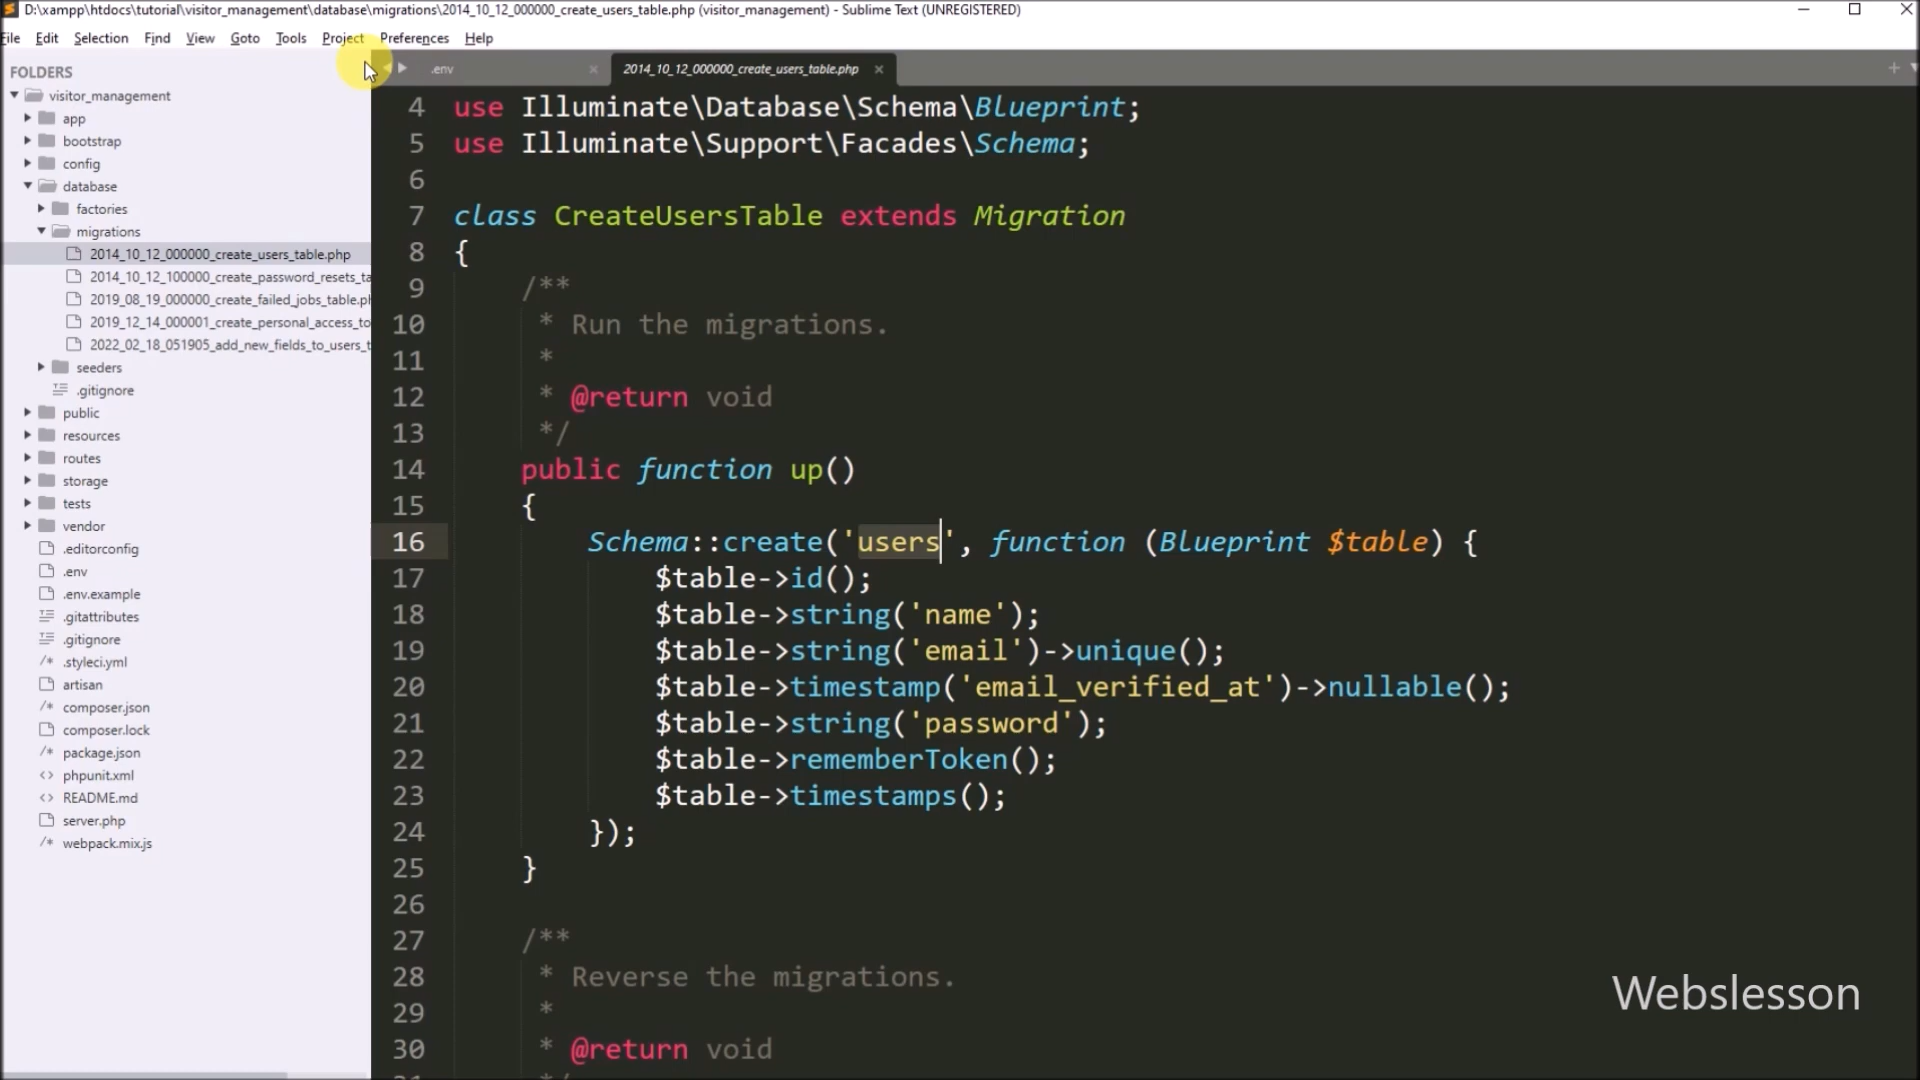 D:\xampp\htdocs\tutorial\visitor_management\database\migrations\2014_10_12_000000_create_users_table.php (visitor_management) - Sublime Text (UNREGISTERED)
File Edit Selection Find View Goto Tools Project Preferences Help
FOLDERS
visitor_management
app
bootstrap
config
database
factories
migrations
2014_10_12_000000_create_users_table.php
2014_10_12_100000_create_password_resets_ta
2019_08_19_000000_create_failed_jobs_table.ph
2019_12_14_000001_create_personal_access_to
2022_02_18_051905_add_new_fields_to_users_t
seeders
.gitignore
public
resources
routes
storage
tests
vendor
.editorconfig
.env
.env.example
.gitattributes
.gitignore
/* .styleci.yml
artisan
/* composer.json
composer.lock
/* package.json
<> phpunit.xml
<> README.md
server.php
/* webpack.mix.js
.env
2014_10_12_000000_create_users_table.php
4 use Illuminate\Database\Schema\Blueprint;
5 use Illuminate\Support\Facades\Schema;
6
7 class CreateUsersTable extends Migration
8 {
9 /**
10 * Run the migrations.
11 *
12 * @return void
13 */
14 public function up()
15 {
16 Schema::create('users', function (Blueprint $table) {
17 $table->id();
18 $table->string('name');
19 $table->string('email')->unique();
20 $table->timestamp('email_verified_at')->nullable();
21 $table->string('password');
22 $table->rememberToken();
23 $table->timestamps();
24 });
25 }
26
27 /**
28 * Reverse the migrations.
29 *
30 * @return void
Webslesson